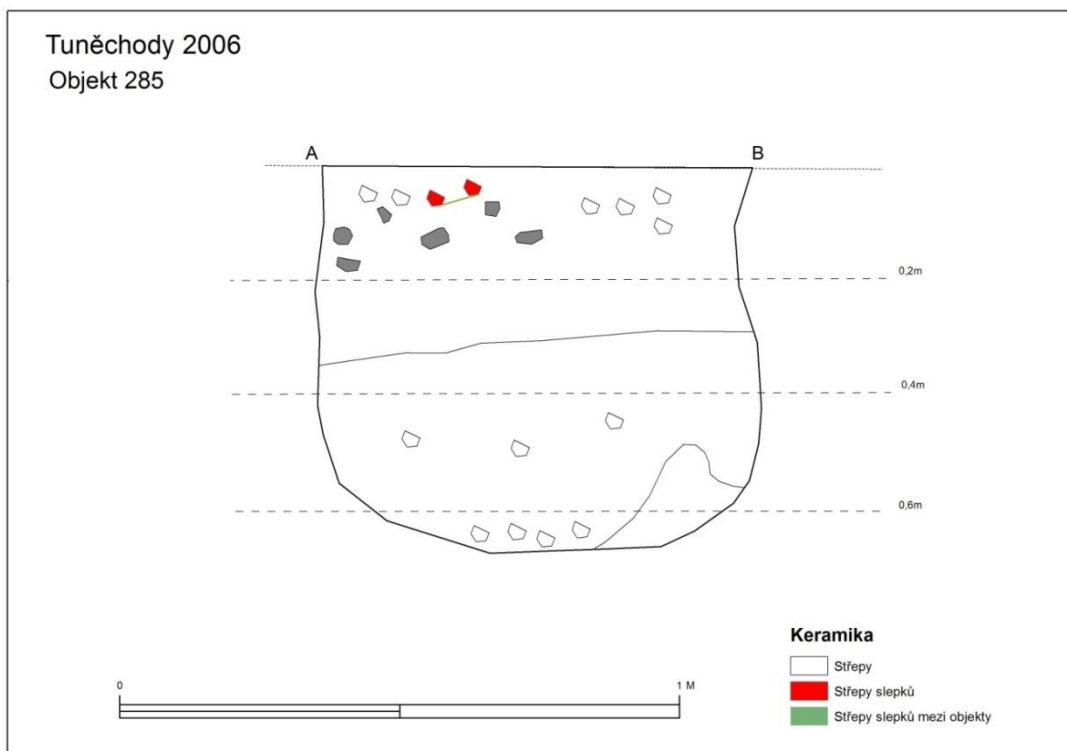 Tuněchody 2006
Objekt 285
A
B
0,2m
0,4m
0,6m
0
1 M
Keramika
Střepy
Střepy slepků
Střepy slepků mezi objekty